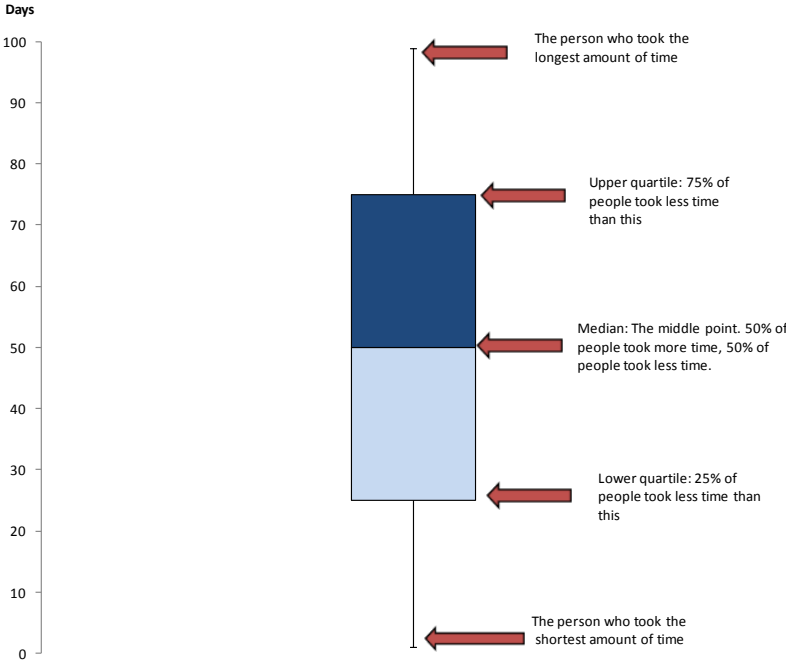 Days
100
The person who took the
longest amount of time
90
80
Upper quartile: 75% of
people took less time
than this
70
60
Median: The middle point. 50% of
people took more time, 50% of
people took less time.
50
40
30
Lower quartile: 25% of
people took less time than
this
20
10
The person who took the
shortest amount of time
0